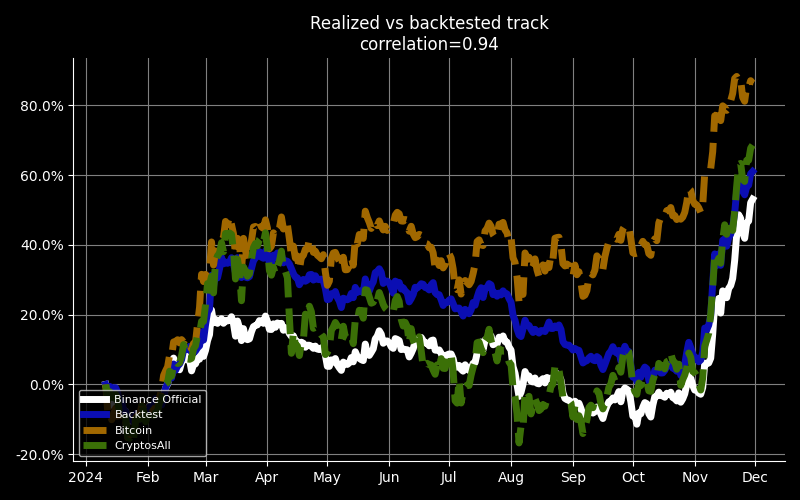 Realized vs backtested track
correlation=0.94
80.0%
60.0%
40.0%
20.0%
0.0%
-20.0%
Binance Official
Backtest
Bitcoin
CryptosAll
2024 Feb Mar Apr May Jun Jul Aug Sep Oct Nov Dec